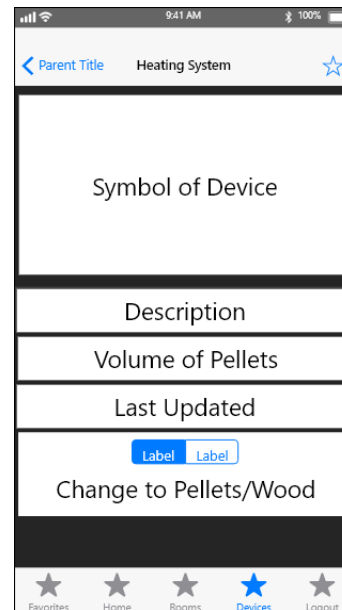 9:41 AM 100%
Parent Title Heating System
Symbol of Device
Description
Volume of Pellets
Last Updated
Label Label
Change to Pellets/Wood
Favorites Home Rooms Devices Logout